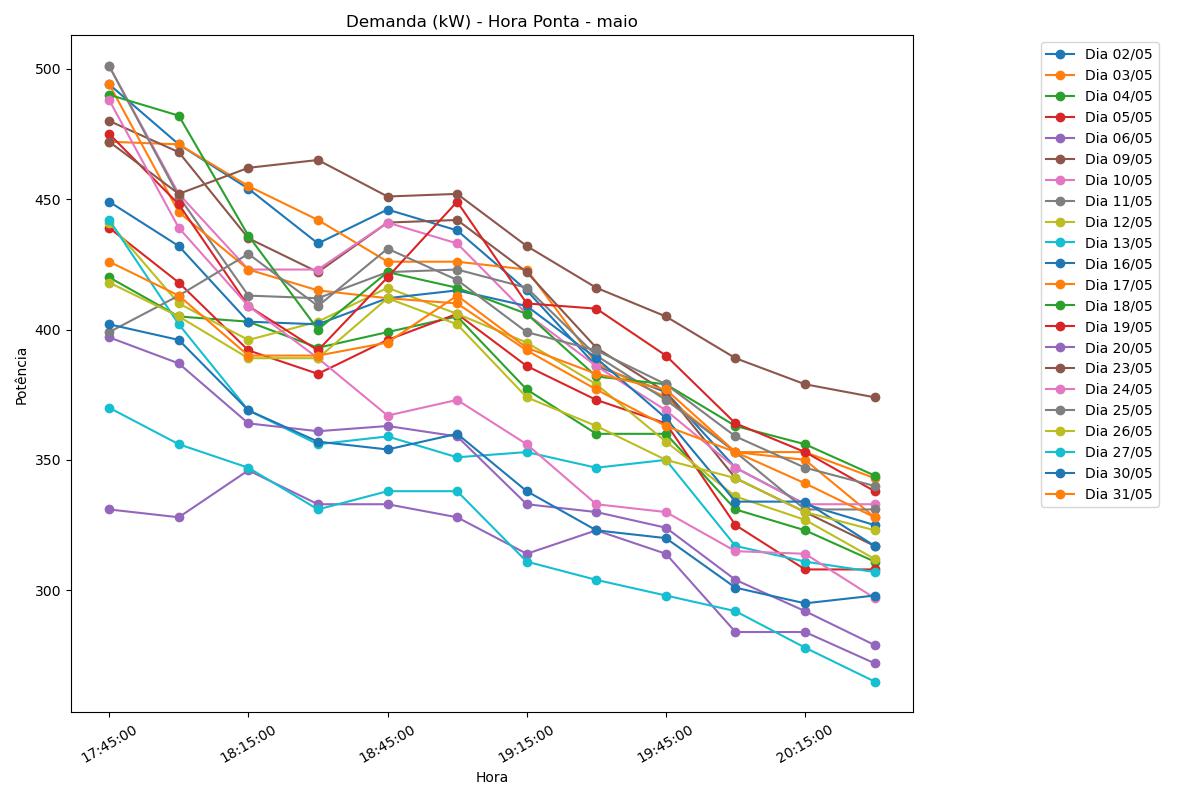 Demanda (kW) - Hora Ponta - maio
Potência
500
450
400
350
300
17:45:00
18:15:00
18:45:00
19:15:00
19:45:00
20:15:00
Hora
Dia 02/05
Dia 03/05
Dia 04/05
Dia 05/05
Dia 06/05
Dia 09/05
Dia 10/05
Dia 11/05
Dia 12/05
Dia 13/05
Dia 16/05
Dia 17/05
Dia 18/05
Dia 19/05
Dia 20/05
Dia 23/05
Dia 24/05
Dia 25/05
Dia 26/05
Dia 27/05
Dia 30/05
Dia 31/05